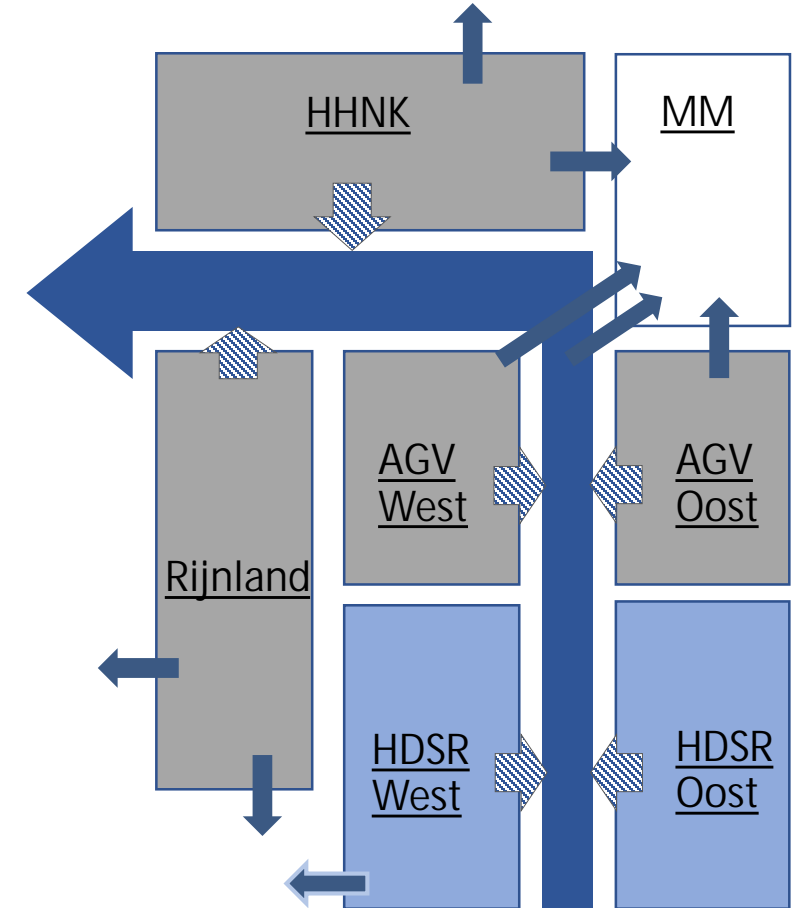 HHNK
MM
AGV
West
AGV
Oost
Rijnland
HDSR
West
HDSR
Oost